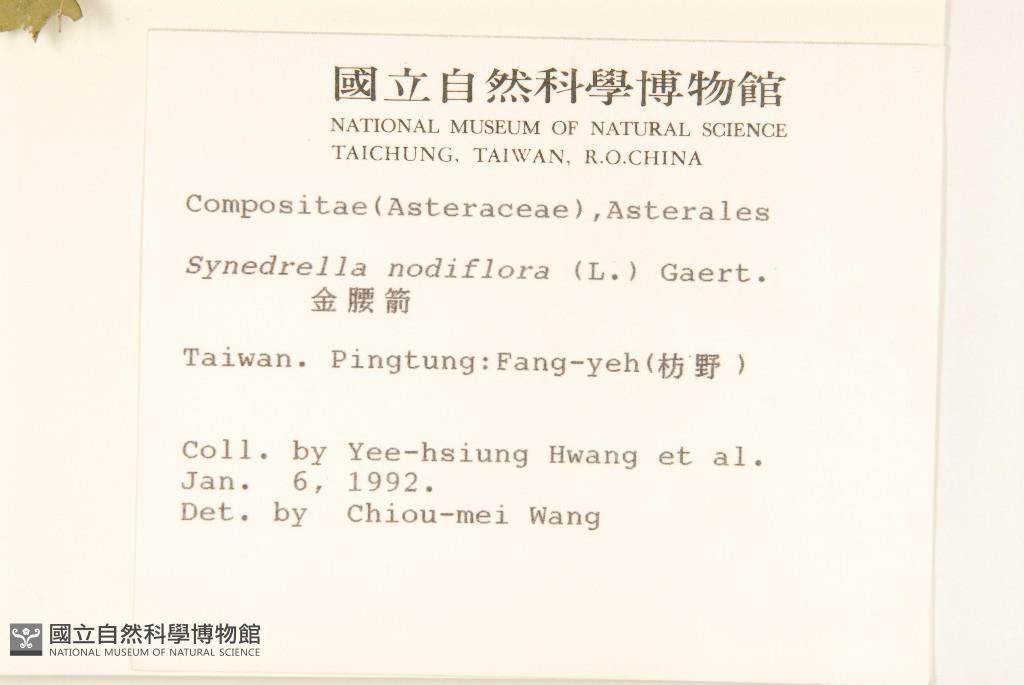 國立自然科學博物館
NATIONAL MUSEUM OF NATURAL SCIENCE
TAICHUNG, TAIWAN, R.O.CHINA
Compositae(Asteraceae),Asterales
Synedrella nodiflora (L.) Gaert.
金腰箭
Taiwan. Pingtung:Fang-yeh(枋野)
Coll. by Yee-hsiung Hwang et al.
Jan. 6, 1992.
Det. by Chiou-mei Wang
國立自然科學博物館
NATIONAL MUSEUM OF NATURAL SCIENCE